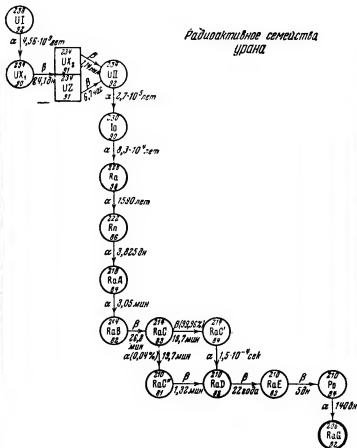 Радиоактивное семейство
урана
238
UI
92
α 4,56·10⁹ лет
234
UX₁
90
β
24,1 дн
234
UX₂
91
β
234
UZ
91
β
6,7 час
234
UII
92
α 2,7·10⁵ лет
230
Io
90
α 8,3·10⁴ лет
Ra
88
α 1590 лет
222
Rn
86
α 3,825 дн
218
RaA
84
α 3,05 мин
214
RaB
82
β
26,8
мин
214
RaC
83
β(99,96%)
19,7 мин
214
RaC'
84
α(0,04%) 19,7 мин
α 1,5·10⁻⁴ сек
210
RaC"
81
β
1,32 мин
210
RaD
82
β
22 года
210
RaE
83
β
5 дн
210
Po
84
α 140 дн
206
RaG
82